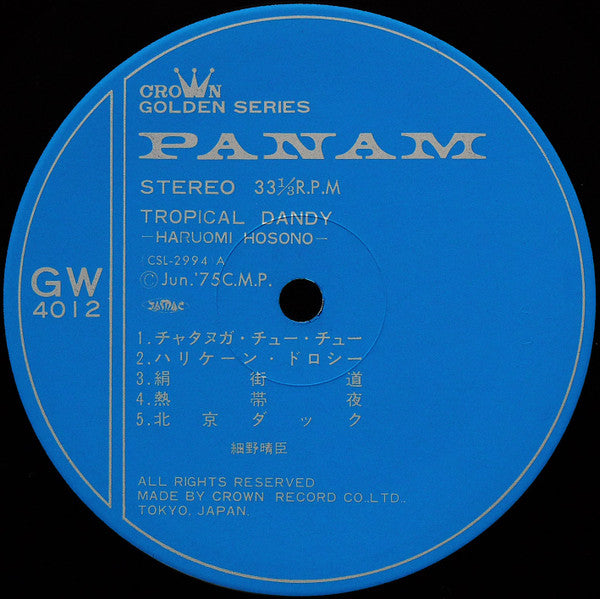 CROWN
GOLDEN SERIES
PANAM
STEREO 33⅓R.P.M
TROPICAL DANDY
—HARUOMI HOSONO—
CSL-2994 A
Ⓒ Jun.'75 C.M.P.
GW
4012
1.チャタヌガ・チュー・チュー
2.ハリケーン・ドロシー
3.絹街道
4.熱帯夜
5.北京ダック
細野晴臣
ALL RIGHTS RESERVED
MADE BY CROWN RECORD CO.,LTD.,
TOKYO, JAPAN.